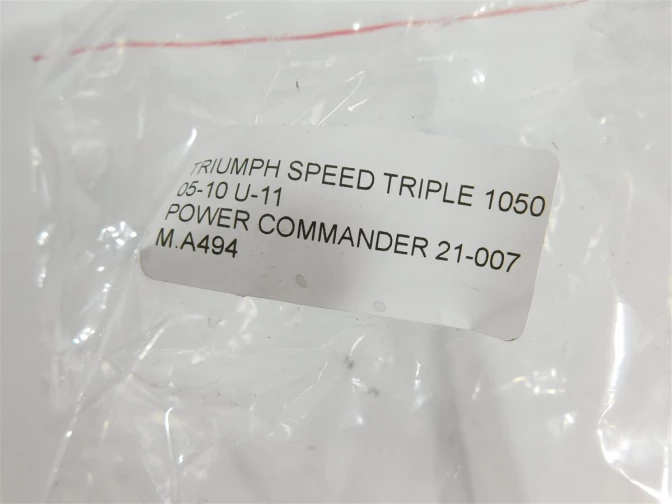 TRIUMPH SPEED TRIPLE 1050
05-10 U-11
POWER COMMANDER 21-007
M.A494